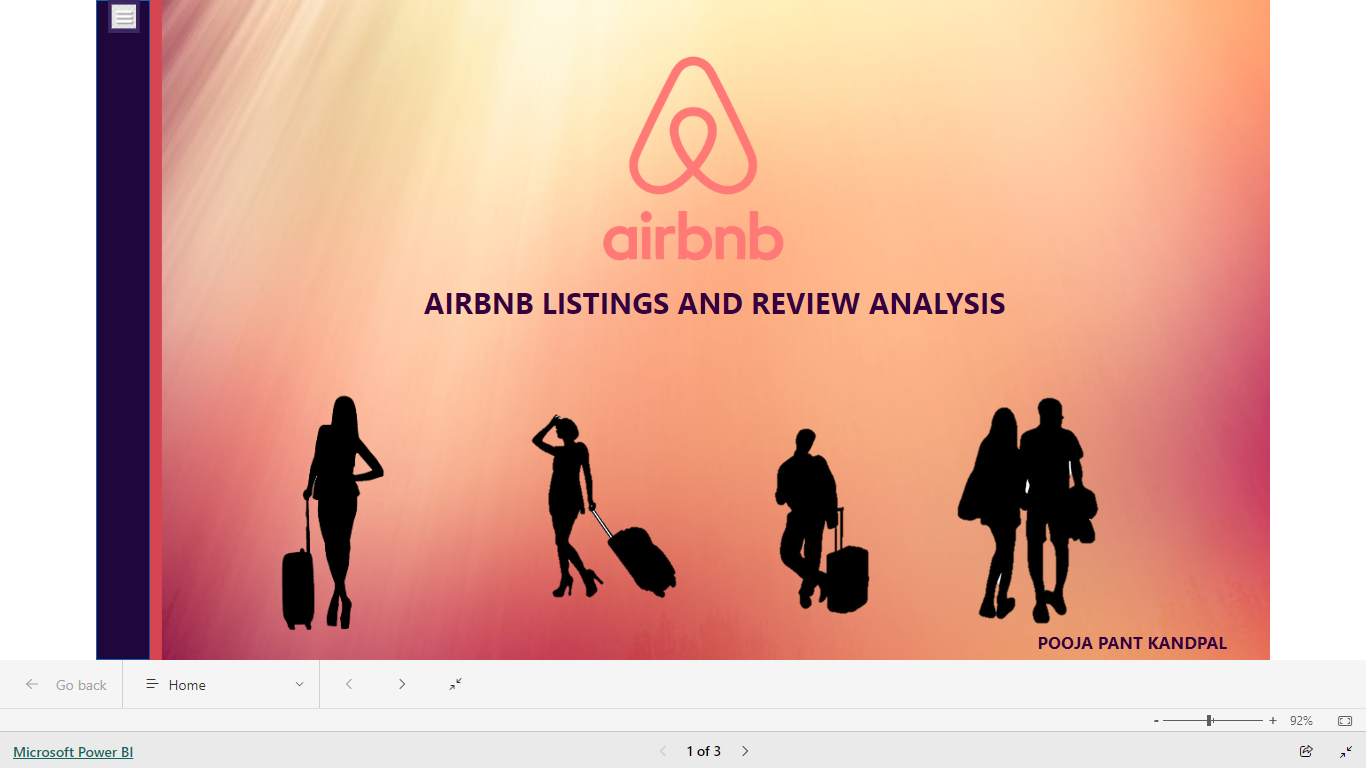 airbnb
AIRBNB LISTINGS AND REVIEW ANALYSIS
POOJA PANT KANDPAL
Go back
Home
- + 92%
Microsoft Power BI
1 of 3